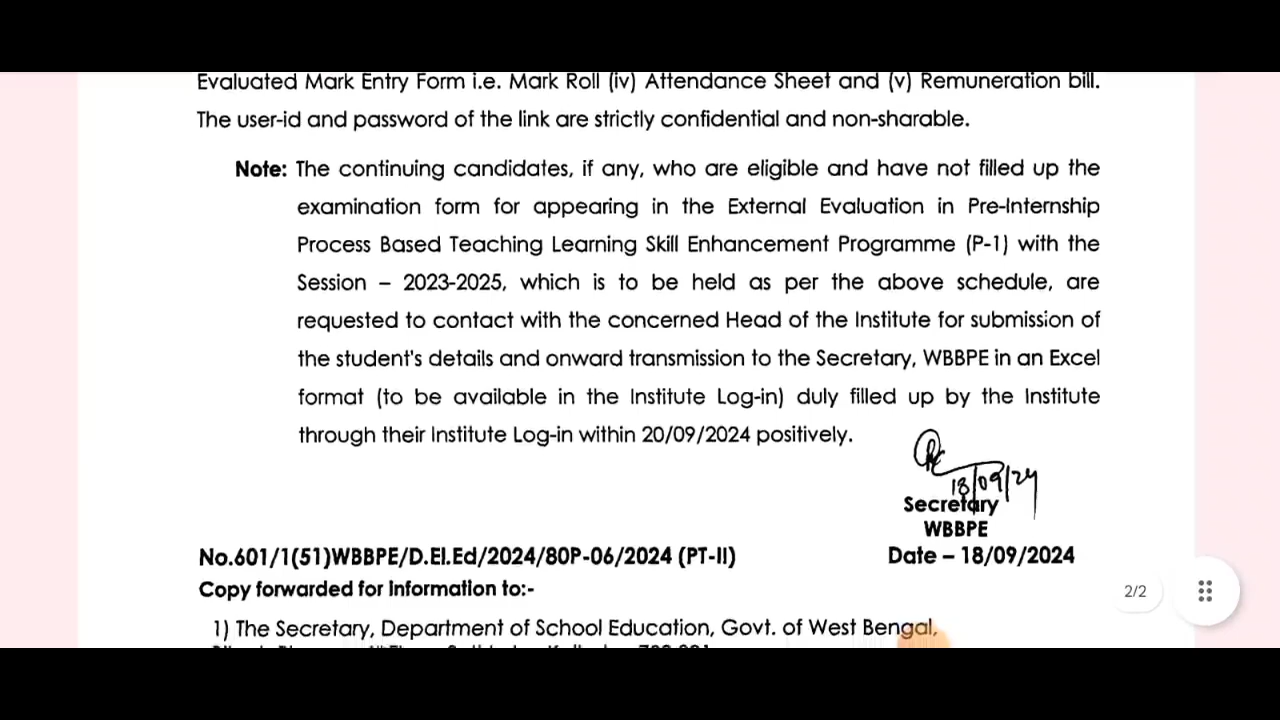 Evaluated Mark Entry Form i.e. Mark Roll (iv) Attendance Sheet and (v) Remuneration bill.
The user-id and password of the link are strictly confidential and non-sharable.
Note: The continuing candidates, if any, who are eligible and have not filled up the
examination form for appearing in the External Evaluation in Pre-Internship
Process Based Teaching Learning Skill Enhancement Programme (P-1) with the
Session – 2023-2025, which is to be held as per the above schedule, are
requested to contact with the concerned Head of the Institute for submission of
the student's details and onward transmission to the Secretary, WBBPE in an Excel
format (to be available in the Institute Log-in) duly filled up by the Institute
through their Institute Log-in within 20/09/2024 positively.
18/09/24
Secretary
WBBPE
No.601/1(51)WBBPE/D.El.Ed/2024/80P-06/2024 (PT-II) Date – 18/09/2024
Copy forwarded for information to:-
2/2
1) The Secretary, Department of School Education, Govt. of West Bengal,